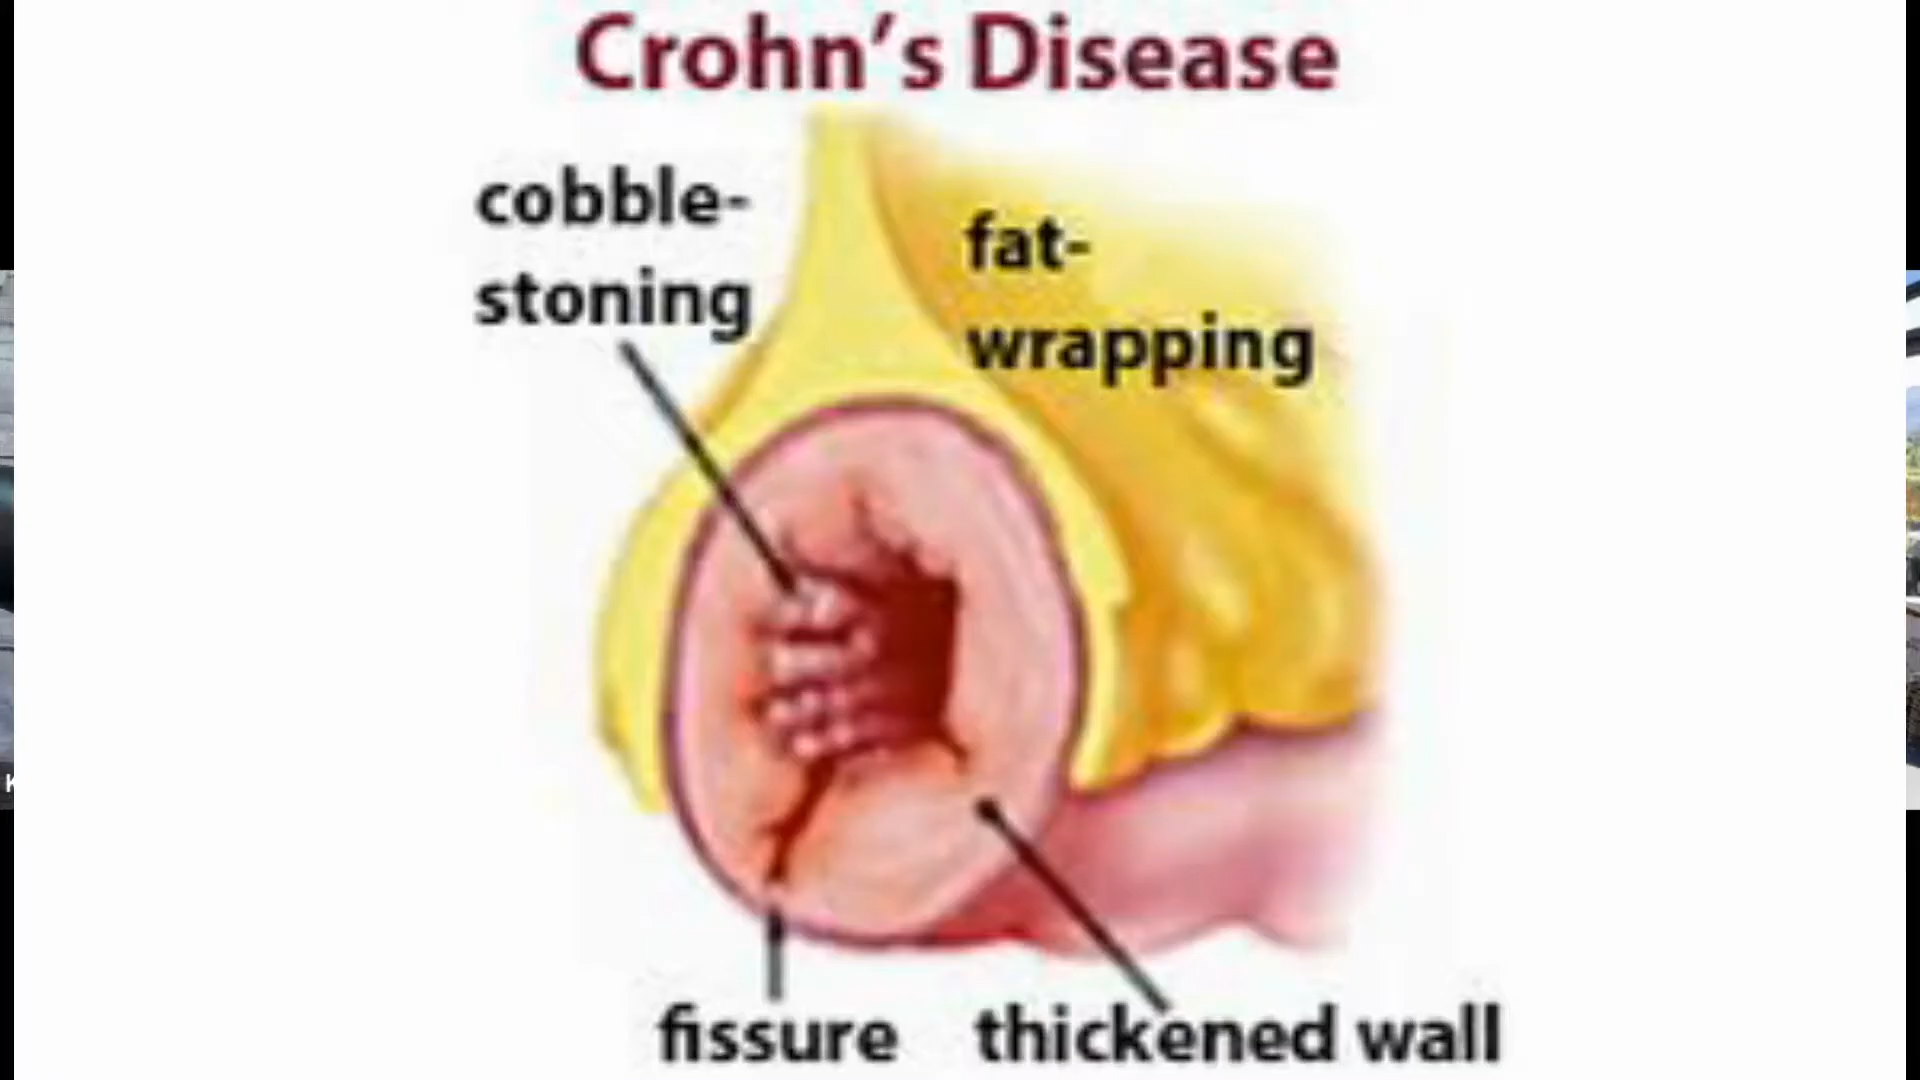 Crohn's Disease
cobble-
stoning
fat-
wrapping
fissure
thickened wall